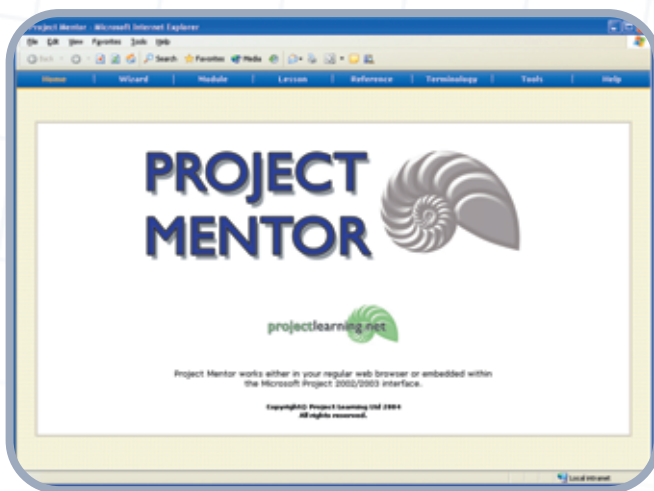 Project Mentor - Microsoft Internet Explorer
File Edit View Favorites Tools Help
Back Search Favorites Media
Home | Wizard | Module | Lesson | Reference | Terminology | Tools | Help
PROJECT
MENTOR
projectlearning.net
Project Mentor works either in your regular web browser or embedded within
the Microsoft Project 2002/2003 interface.
Copyright© Project Learning Ltd 2004
All rights reserved.
Local intranet